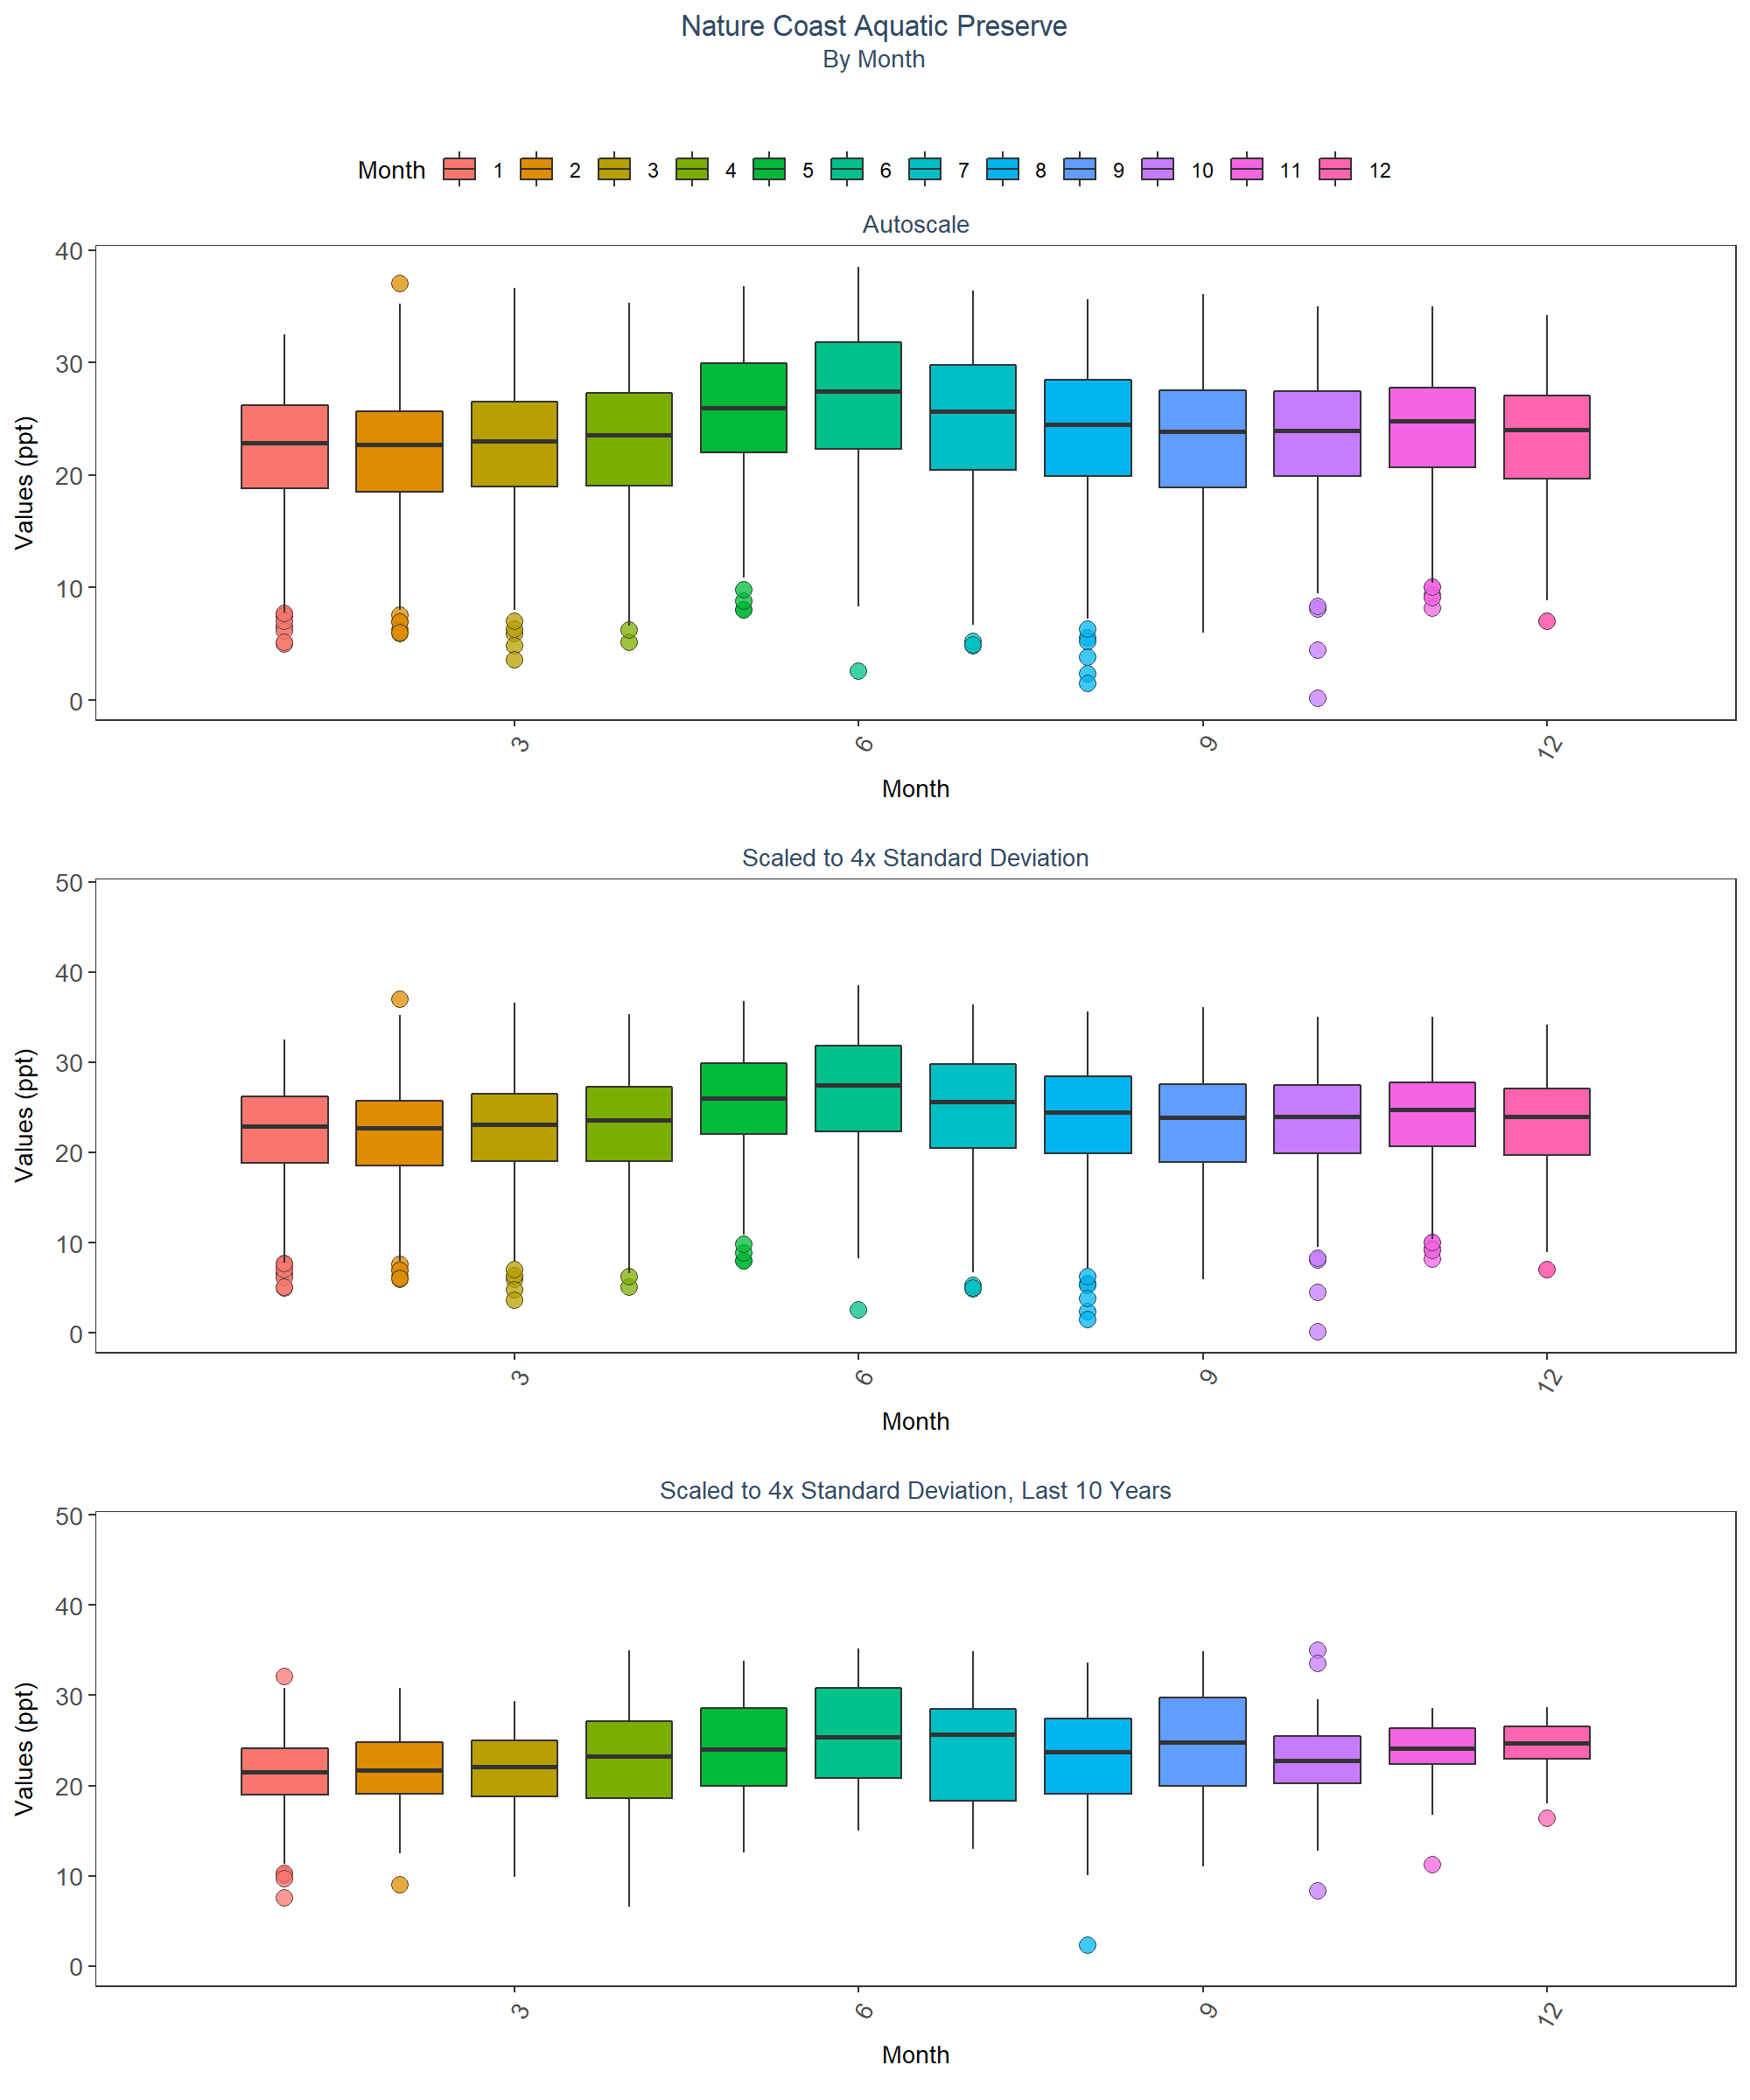 Nature Coast Aquatic Preserve
By Month
Month 1 2 3 4 5 6 7 8 9 10 11 12
Autoscale
40
30
20
10
0
Values (ppt)
3 6 9 12
Month
Scaled to 4x Standard Deviation
50
40
30
20
10
0
Values (ppt)
3 6 9 12
Month
Scaled to 4x Standard Deviation, Last 10 Years
50
40
30
20
10
0
Values (ppt)
3 6 9 12
Month